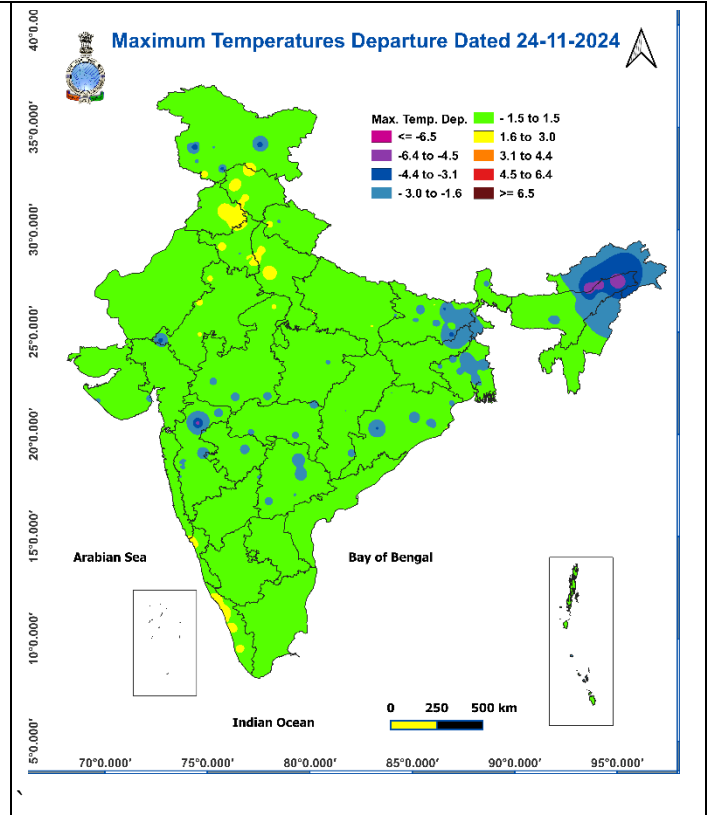 Maximum Temperatures Departure Dated 24-11-2024
Max. Temp. Dep.
<= -6.5
-6.4 to -4.5
-4.4 to -3.1
- 3.0 to -1.6
- 1.5 to 1.5
1.6 to 3.0
3.1 to 4.4
4.5 to 6.4
>= 6.5
40°0.000'
35°0.000'
30°0.000'
25°0.000'
20°0.000'
15°0.000'
10°0.000'
5°0.000'
Arabian Sea
Bay of Bengal
Indian Ocean
0 250 500 km
70°0.000' 75°0.000' 80°0.000' 85°0.000' 90°0.000' 95°0.000'
`